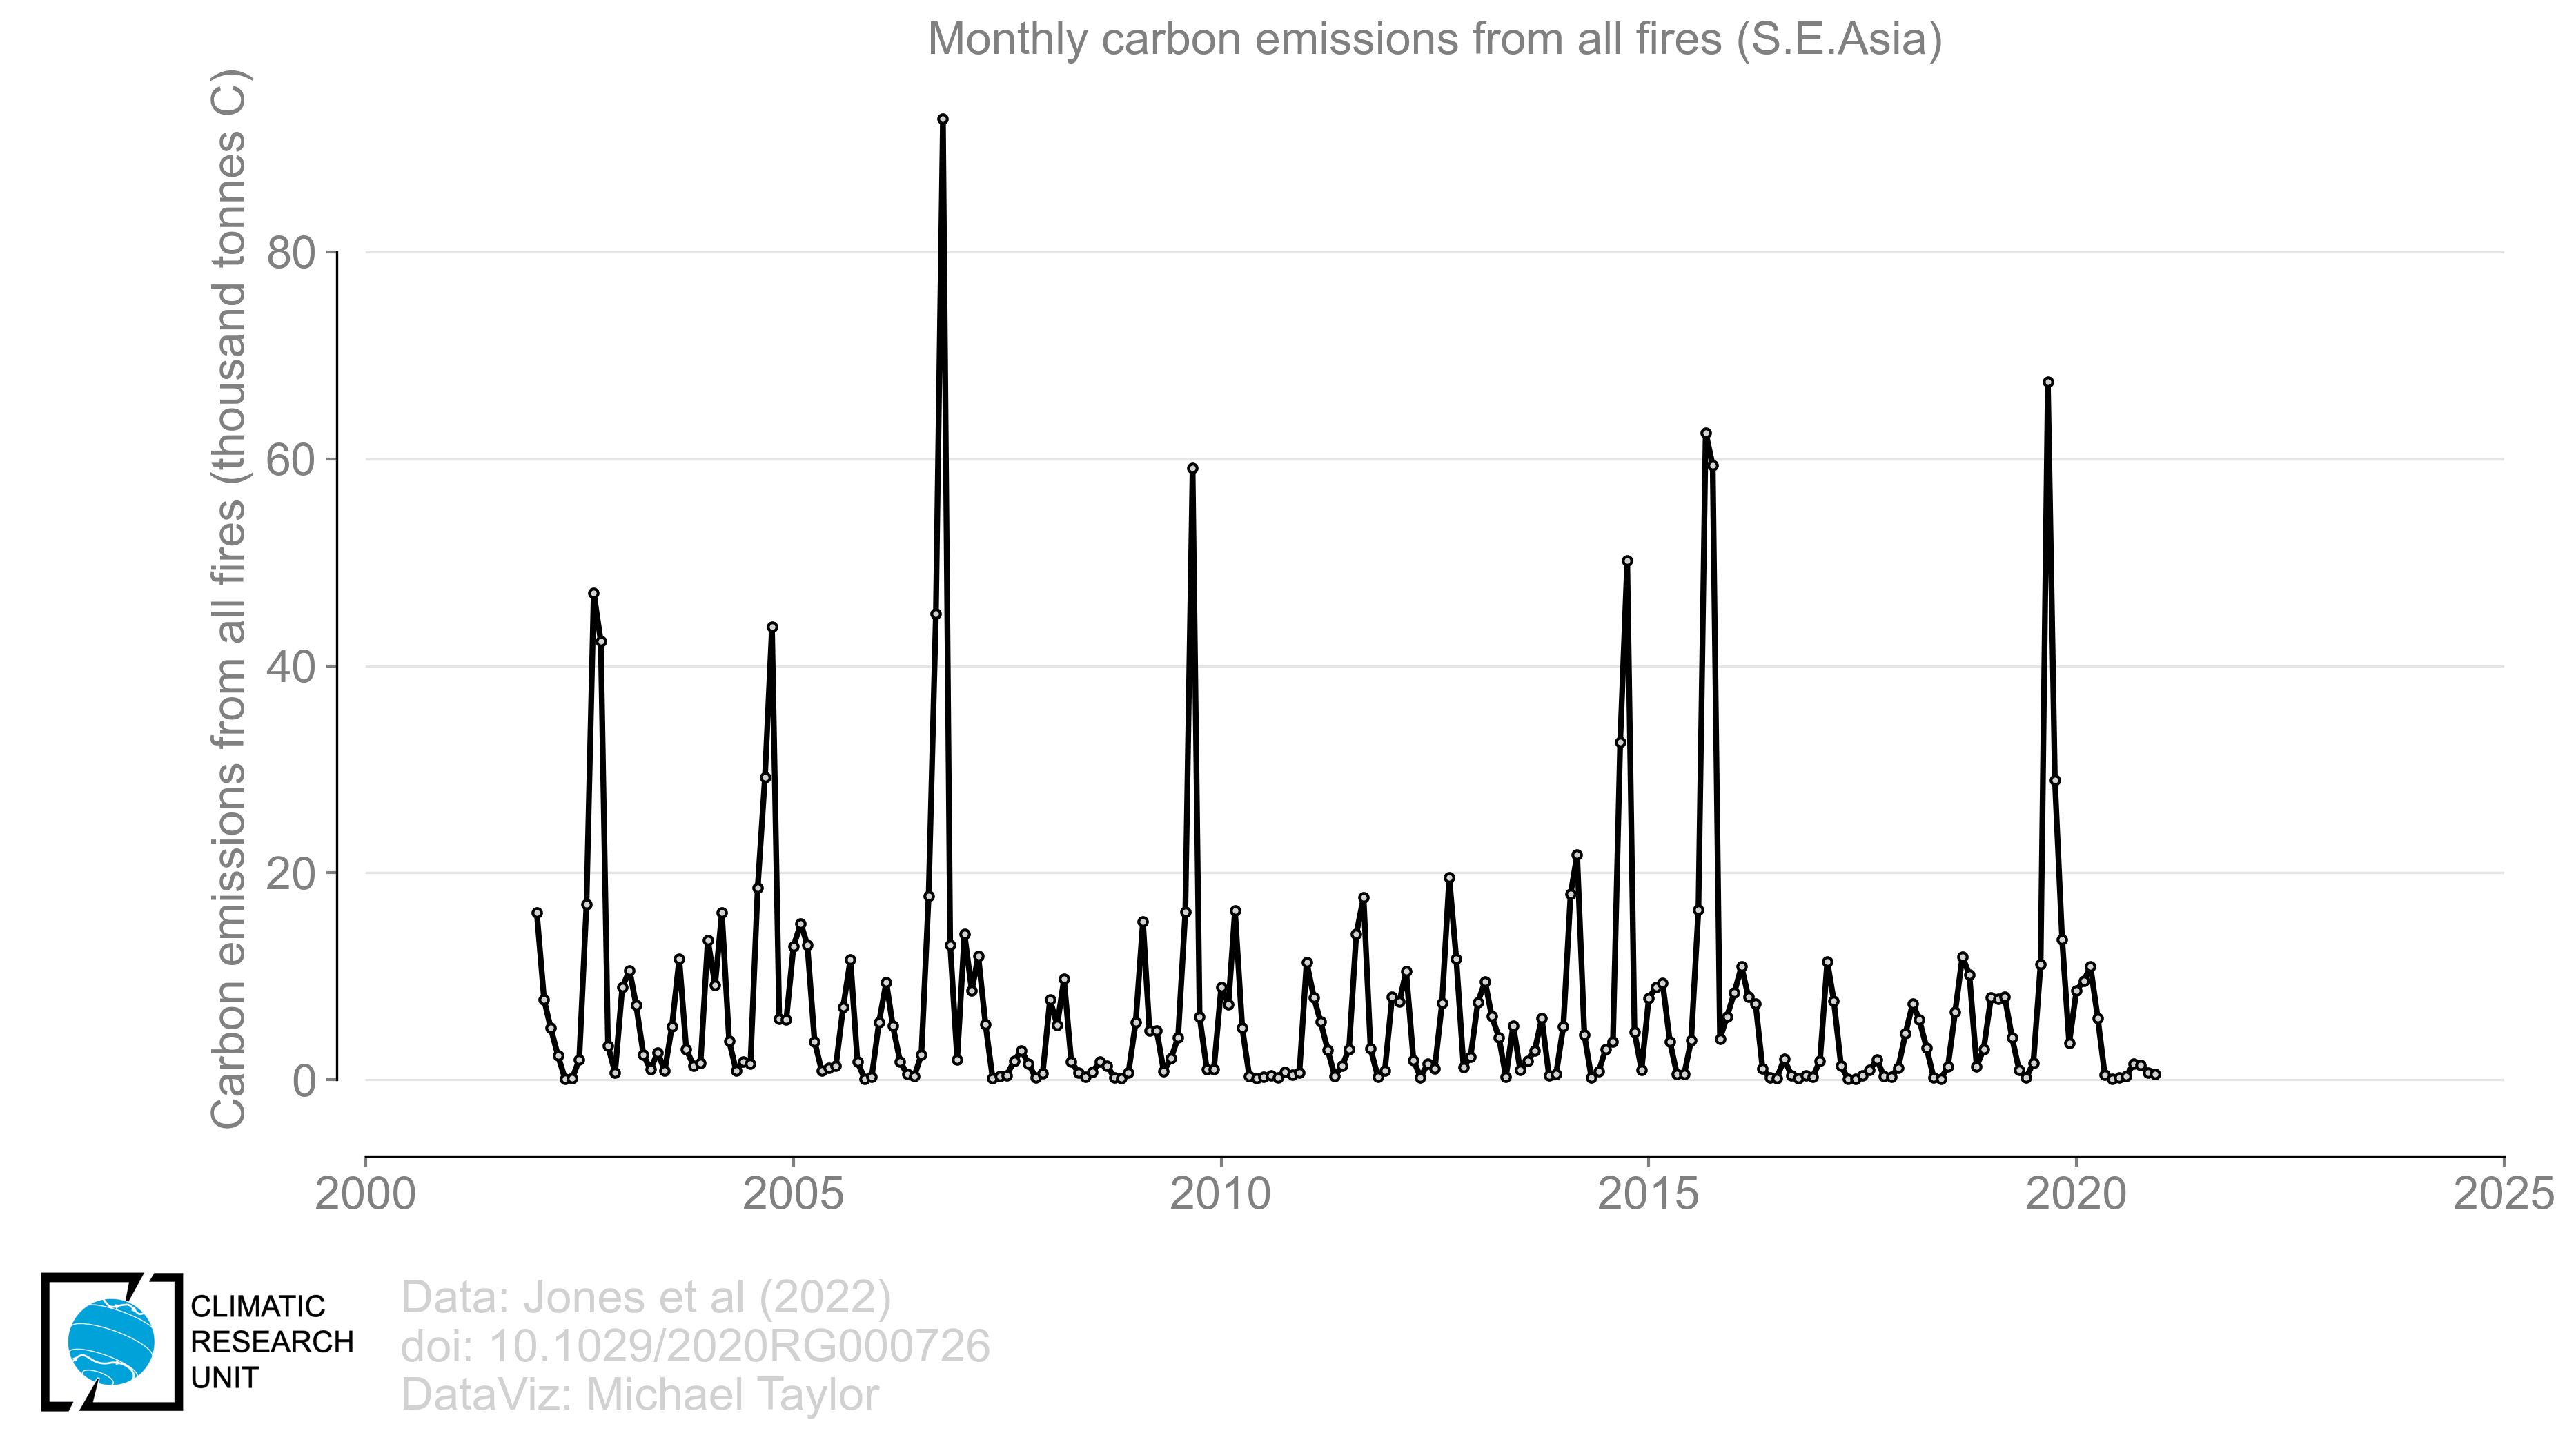 Monthly carbon emissions from all fires (S.E.Asia)
Carbon emissions from all fires (thousand tonnes C)
80
60
40
20
0
2000
2005
2010
2015
2020
2025
CLIMATIC
RESEARCH
UNIT
Data: Jones et al (2022)
doi: 10.1029/2020RG000726
DataViz: Michael Taylor